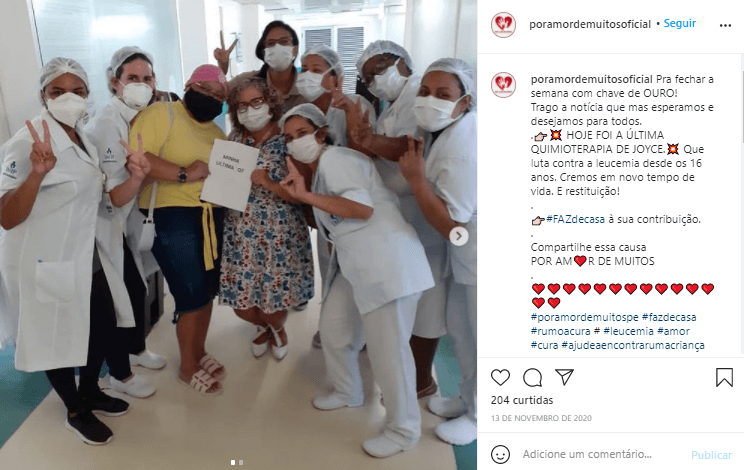 MINHA
ÚLTIMA QT
poramordemuitosoficial • Seguir
poramordemuitosoficial Pra fechar a
semana com chave de OURO!
Trago a notícia que mas esperamos e
desejamos para todos.
.👉🏻💥 HOJE FOI A ÚLTIMA
QUIMIOTERAPIA DE JOYCE.💥 Que
luta contra a leucemia desde os 16
anos. Cremos em novo tempo de
vida. E restituição!
.
👉🏻#FAZdecasa à sua contribuição.
.
Compartilhe essa causa
POR AM❤️R DE MUITOS
.
❤️❤️❤️❤️❤️❤️❤️❤️❤️❤️❤️❤️
❤️❤️
#poramordemuitospe #fazdecasa
#rumoacura # #leucemia #amor
#cura #ajudeaencontrarumacriança
204 curtidas
13 DE NOVEMBRO DE 2020
Adicione um comentário...
Publicar